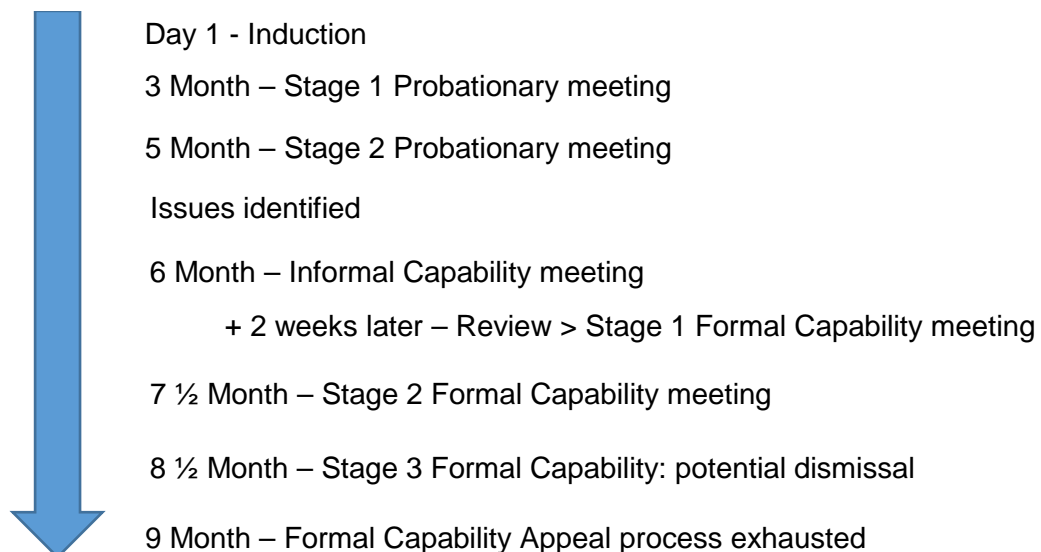 Day 1 - Induction
3 Month – Stage 1 Probationary meeting
5 Month – Stage 2 Probationary meeting
Issues identified
6 Month – Informal Capability meeting
+ 2 weeks later – Review > Stage 1 Formal Capability meeting
7 ½ Month – Stage 2 Formal Capability meeting
8 ½ Month – Stage 3 Formal Capability: potential dismissal
9 Month – Formal Capability Appeal process exhausted